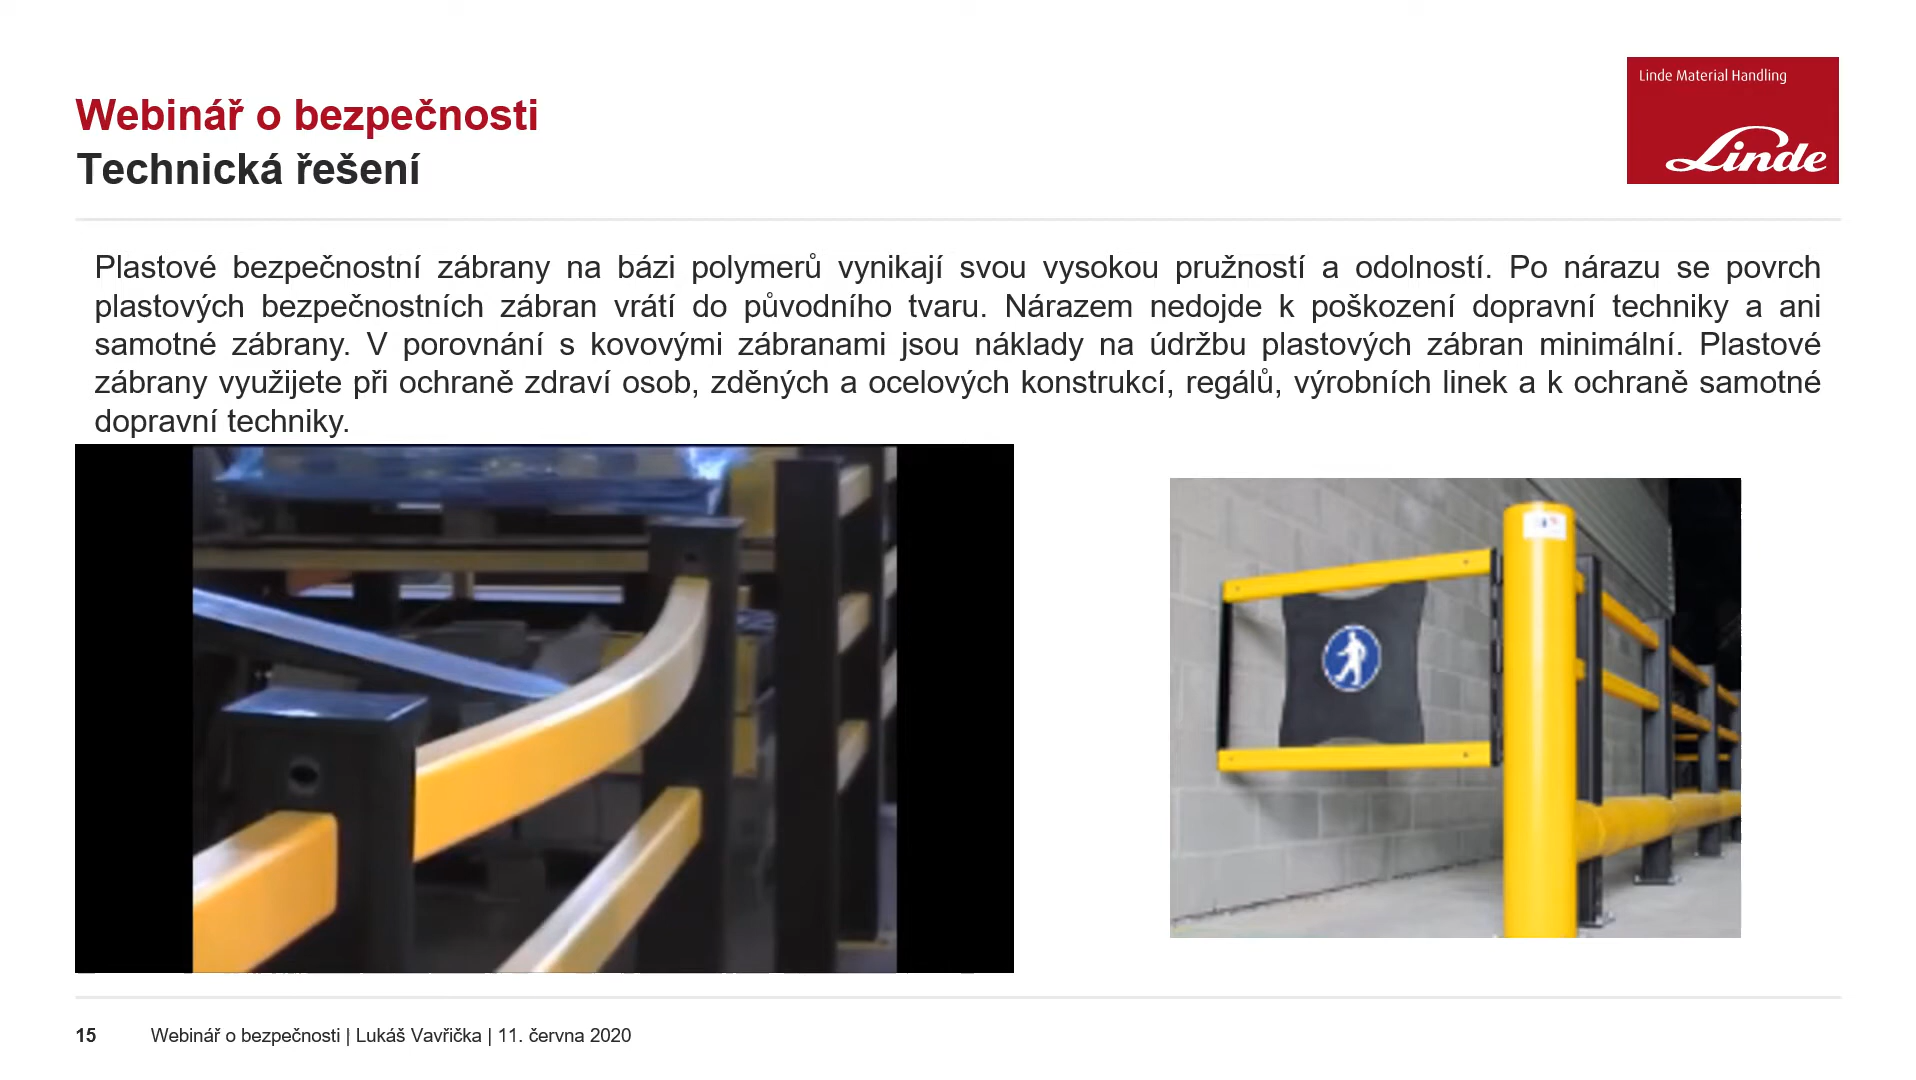 Linde Material Handling
Linde
Webinář o bezpečnosti
Technická řešení
Plastové bezpečnostní zábrany na bázi polymerů vynikají svou vysokou pružností a odolností. Po nárazu se povrch
plastových bezpečnostních zábran vrátí do původního tvaru. Nárazem nedojde k poškození dopravní techniky a ani
samotné zábrany. V porovnání s kovovými zábranami jsou náklady na údržbu plastových zábran minimální. Plastové
zábrany využijete při ochraně zdraví osob, zděných a ocelových konstrukcí, regálů, výrobních linek a k ochraně samotné
dopravní techniky.
15 Webinář o bezpečnosti | Lukáš Vavřička | 11. června 2020